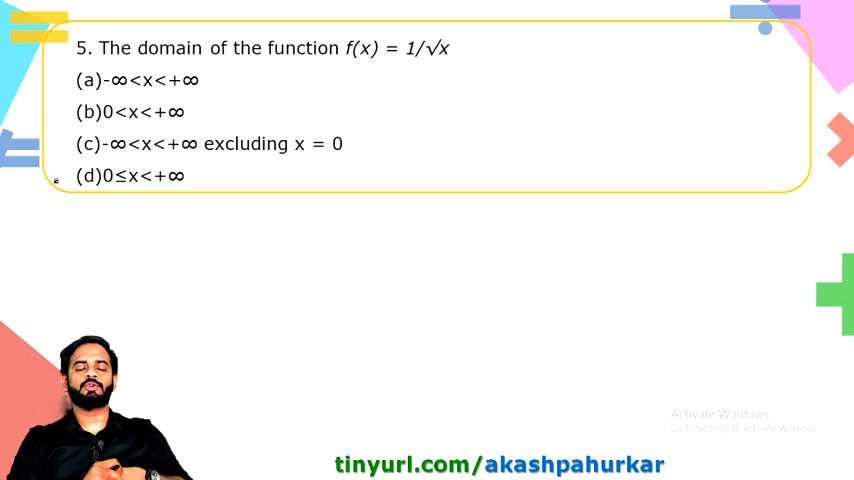 5. The domain of the function f(x) = 1/√x
(a)-∞<x<+∞
(b)0<x<+∞
(c)-∞<x<+∞ excluding x = 0
(d)0≤x<+∞
Activate Windows
Go to Settings to activate Windows.
tinyurl.com/akashpahurkar